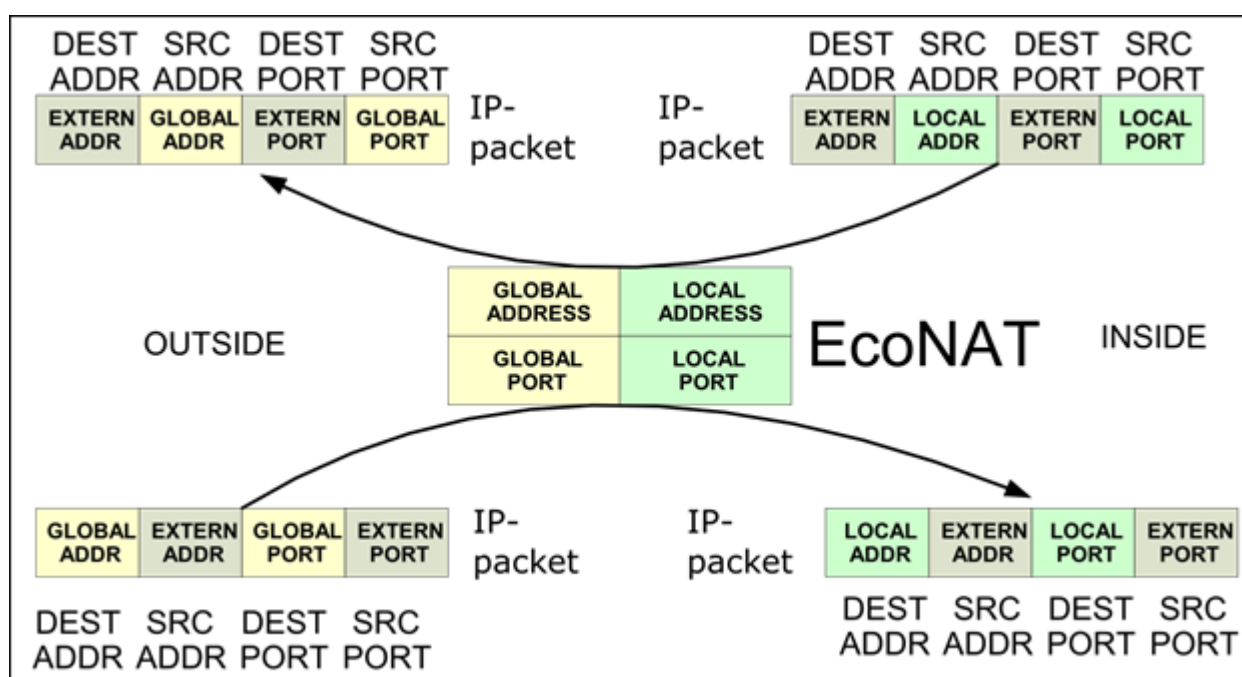 DEST SRC DEST SRC
ADDR ADDR PORT PORT
EXTERN GLOBAL EXTERN GLOBAL
ADDR ADDR PORT PORT
IP-
packet
DEST SRC DEST SRC
ADDR ADDR PORT PORT
IP-
packet
EXTERN LOCAL EXTERN LOCAL
ADDR ADDR PORT PORT
OUTSIDE
GLOBAL LOCAL
ADDRESS ADDRESS
GLOBAL LOCAL
PORT PORT
EcoNAT
INSIDE
GLOBAL EXTERN GLOBAL EXTERN
ADDR ADDR PORT PORT
IP-
packet
DEST SRC DEST SRC
ADDR ADDR PORT PORT
IP-
packet
LOCAL EXTERN LOCAL EXTERN
ADDR ADDR PORT PORT
DEST SRC DEST SRC
ADDR ADDR PORT PORT